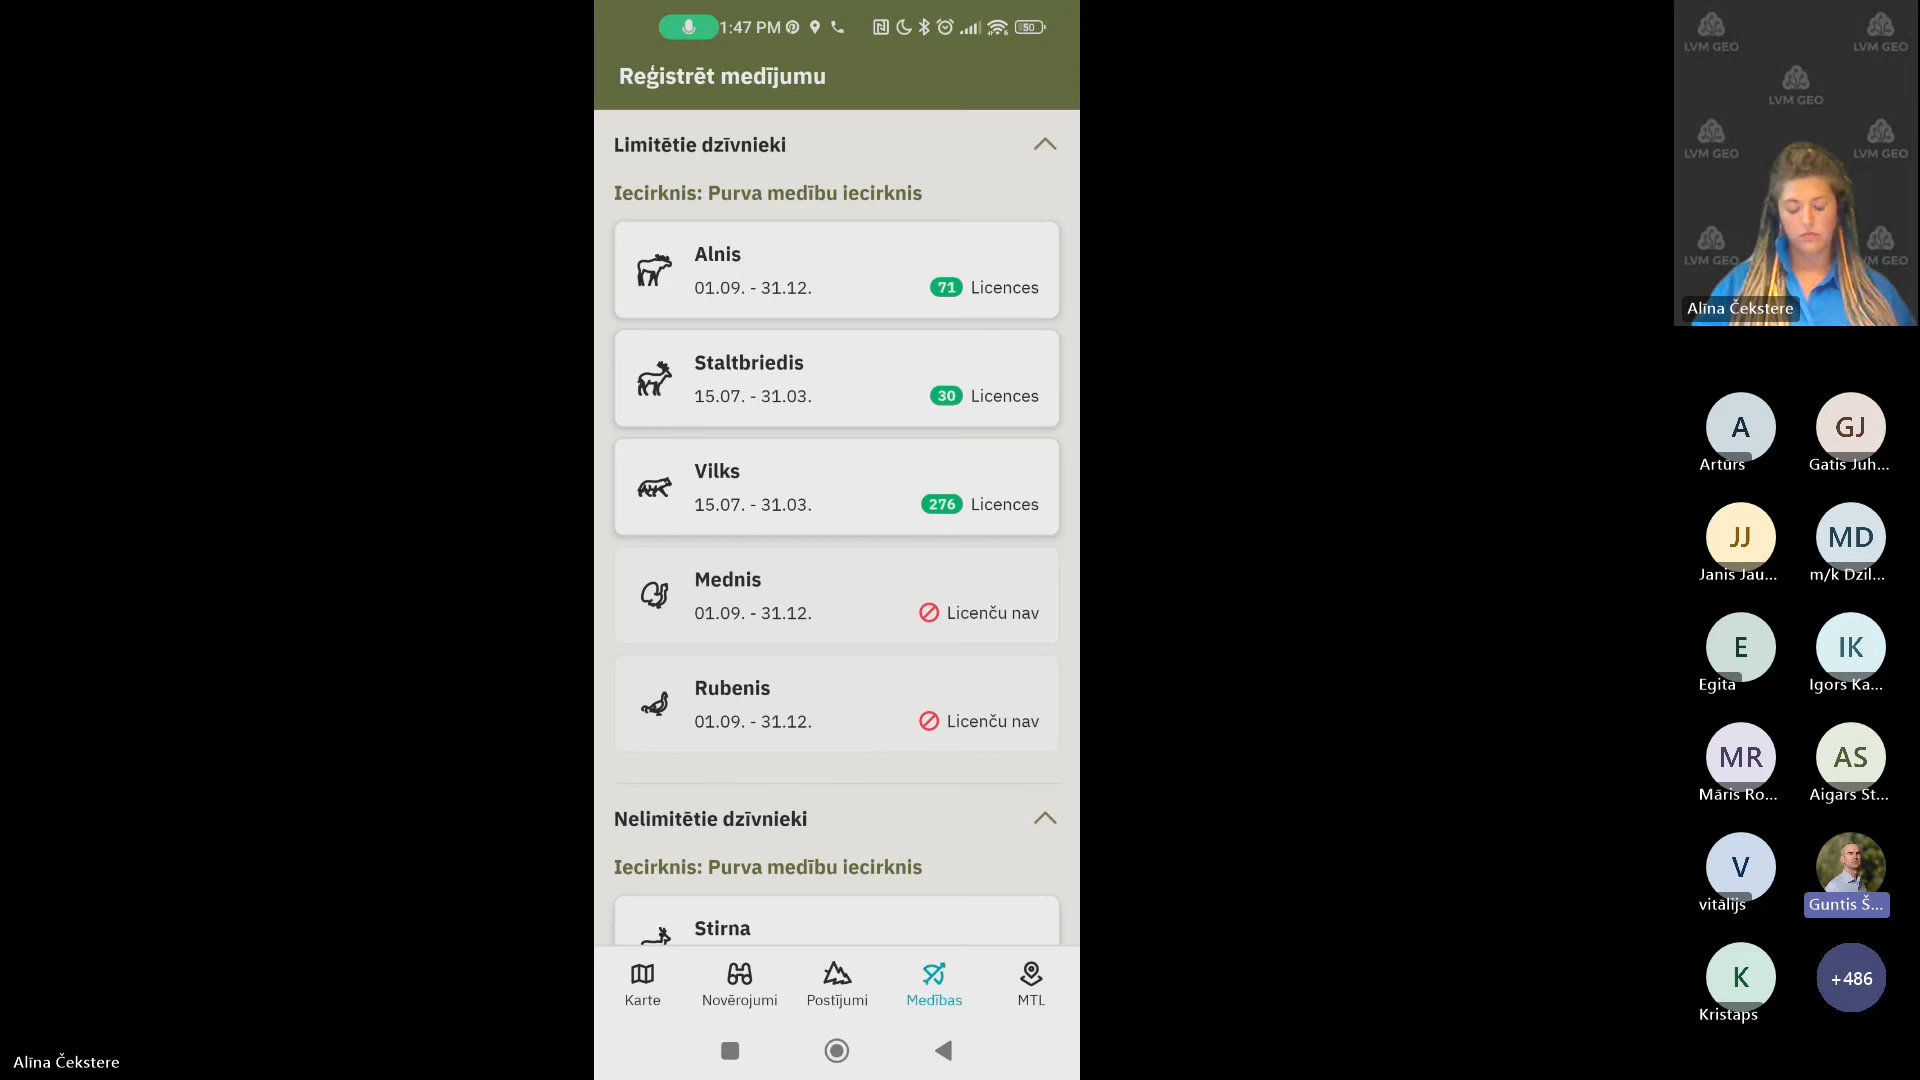 1:47 PM
50
Reģistrēt medījumu
Limitētie dzīvnieki
Iecirknis: Purva medību iecirknis
Alnis
01.09. - 31.12.
71 Licences
Staltbriedis
15.07. - 31.03.
30 Licences
Vilks
15.07. - 31.03.
276 Licences
Mednis
01.09. - 31.12.
Licenču nav
Rubenis
01.09. - 31.12.
Licenču nav
Nelimitētie dzīvnieki
Iecirknis: Purva medību iecirknis
Stirna
Karte
Novērojumi
Postījumi
Medības
MTL
LVM GEO
LVM GEO
LVM GEO
LVM GEO
LVM GEO
LVM GEO
VM GEO
Alīna Čekstere
A
Artūrs
GJ
Gatis Juh...
JJ
Janis Jau...
MD
m/k Dzil...
E
Egita
IK
Igors Ka...
MR
Māris Ro...
AS
Aigars St...
V
vitālijs
Guntis Š...
K
Kristaps
+486
Alīna Čekstere